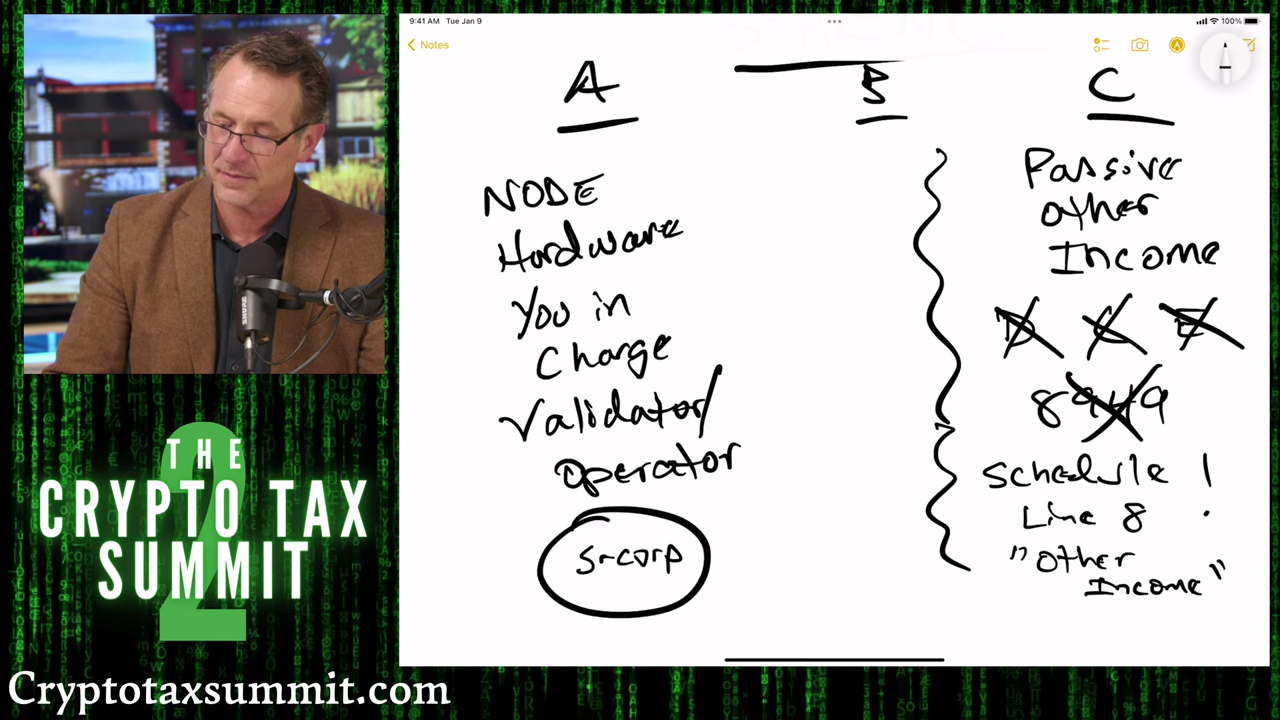 9:41 AM Tue Jan 9
100%
Notes
A
B
C
NODE
Hardware
You in
Charge
Validator/
operator
S-corp
Passive
other
Income
D C E
8949
Schedule 1
Line 8
"Other
Income"
SHURE
THE
2
CRYPTO TAX
SUMMIT
Cryptotaxsummit.com